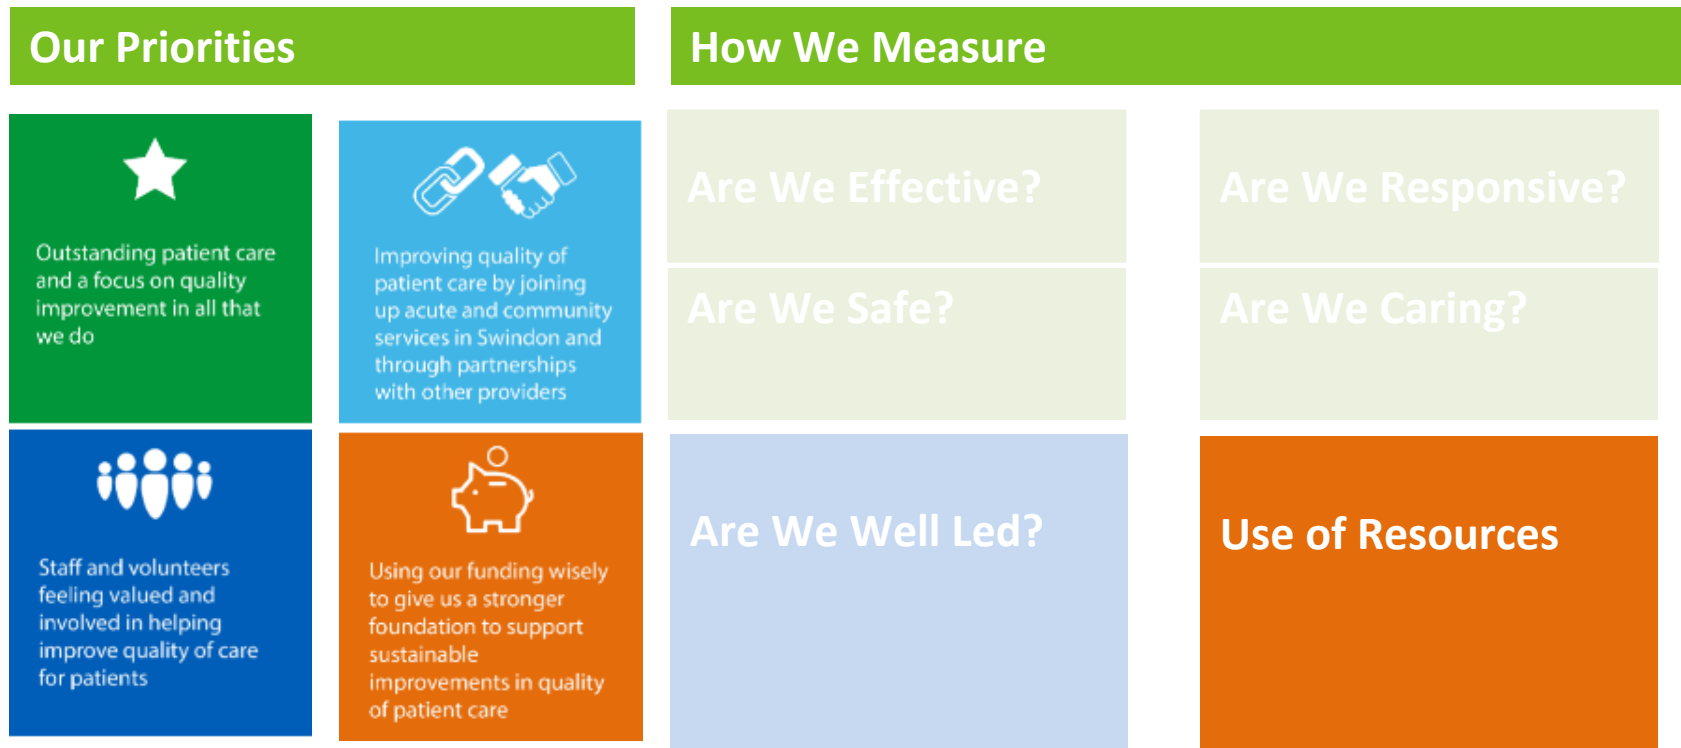 Our Priorities
How We Measure
Outstanding patient care
and a focus on quality
improvement in all that
we do
Improving quality of
patient care by joining
up acute and community
services in Swindon and
through partnerships
with other providers
Are We Effective?
Are We Responsive?
Are We Safe?
Are We Caring?
Staff and volunteers
feeling valued and
involved in helping
improve quality of care
for patients
Using our funding wisely
to give us a stronger
foundation to support
sustainable
improvements in quality
of patient care
Are We Well Led?
Use of Resources